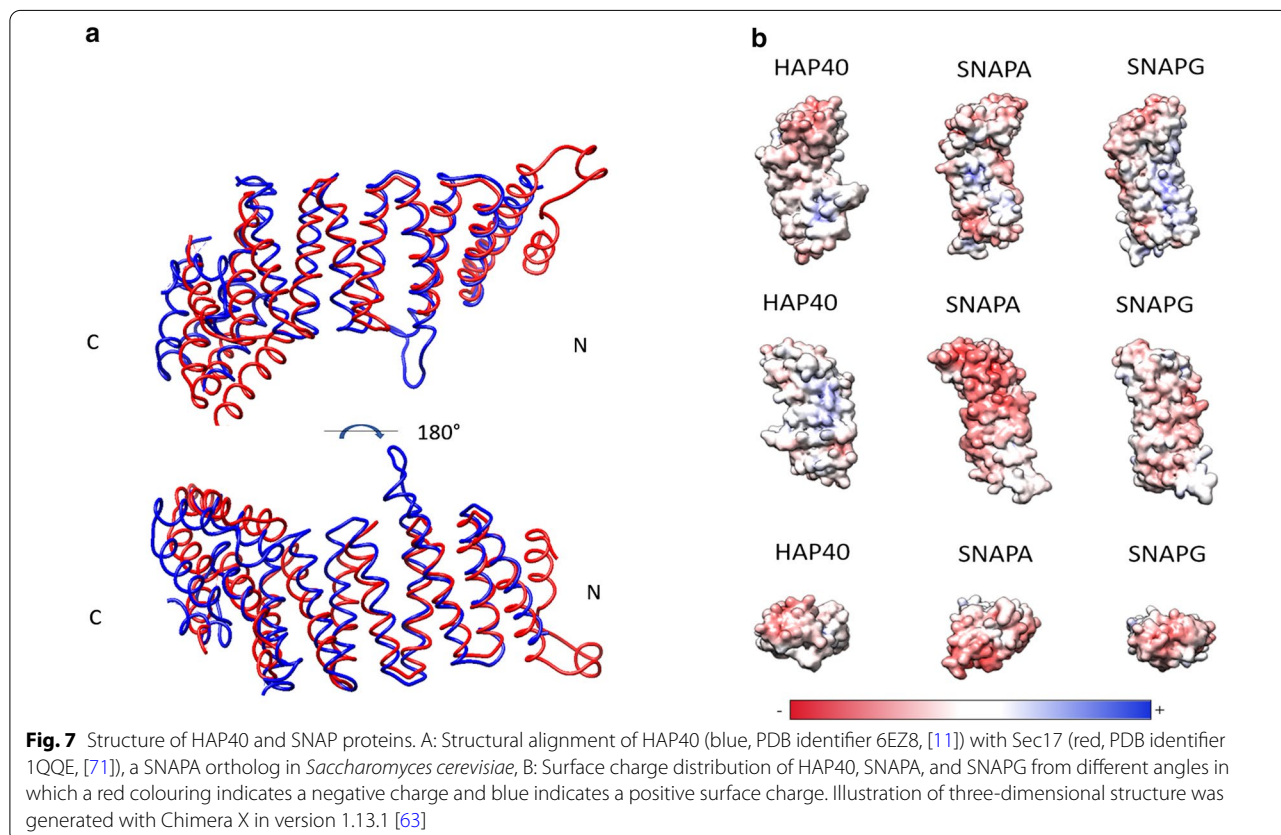 a
b
HAP40 SNAPA SNAPG
C N
180°
C N
HAP40 SNAPA SNAPG
HAP40 SNAPA SNAPG
- +
Fig. 7 Structure of HAP40 and SNAP proteins. A: Structural alignment of HAP40 (blue, PDB identifier 6EZ8, [11]) with Sec17 (red, PDB identifier
1QQE, [71]), a SNAPA ortholog in Saccharomyces cerevisiae, B: Surface charge distribution of HAP40, SNAPA, and SNAPG from different angles in
which a red colouring indicates a negative charge and blue indicates a positive surface charge. Illustration of three-dimensional structure was
generated with Chimera X in version 1.13.1 [63]